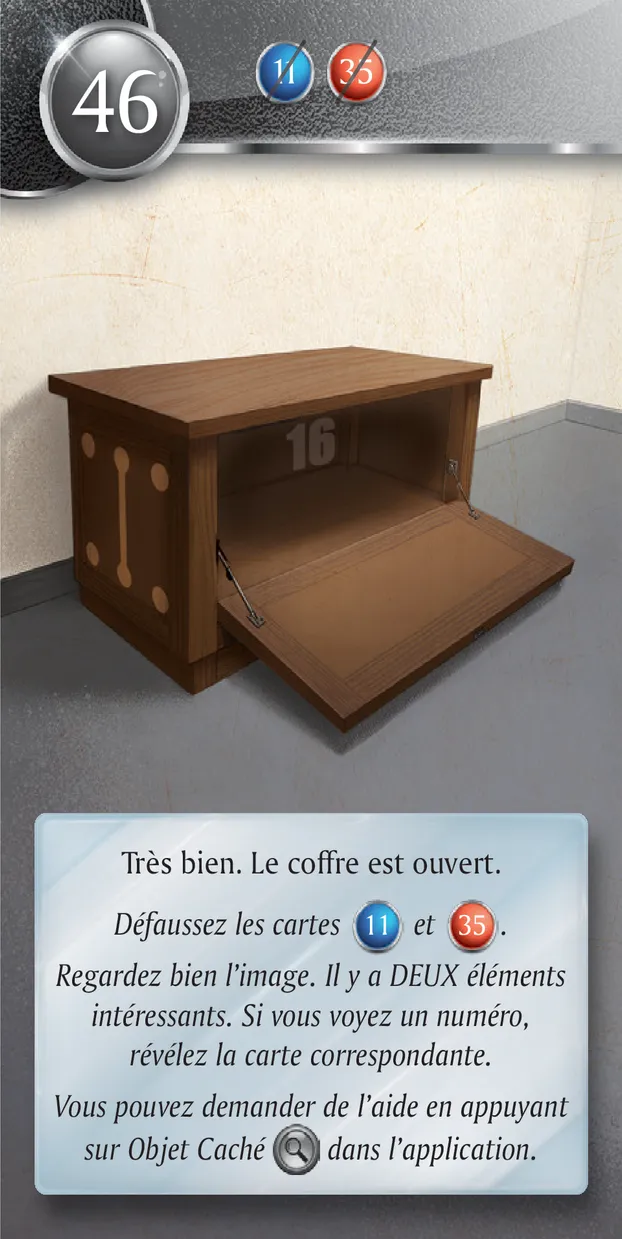 46
11 35
16
Très bien. Le coffre est ouvert.
Défaussez les cartes 11 et 35.
Regardez bien l’image. Il y a DEUX éléments
intéressants. Si vous voyez un numéro,
révélez la carte correspondante.
Vous pouvez demander de l’aide en appuyant
sur Objet Caché dans l’application.